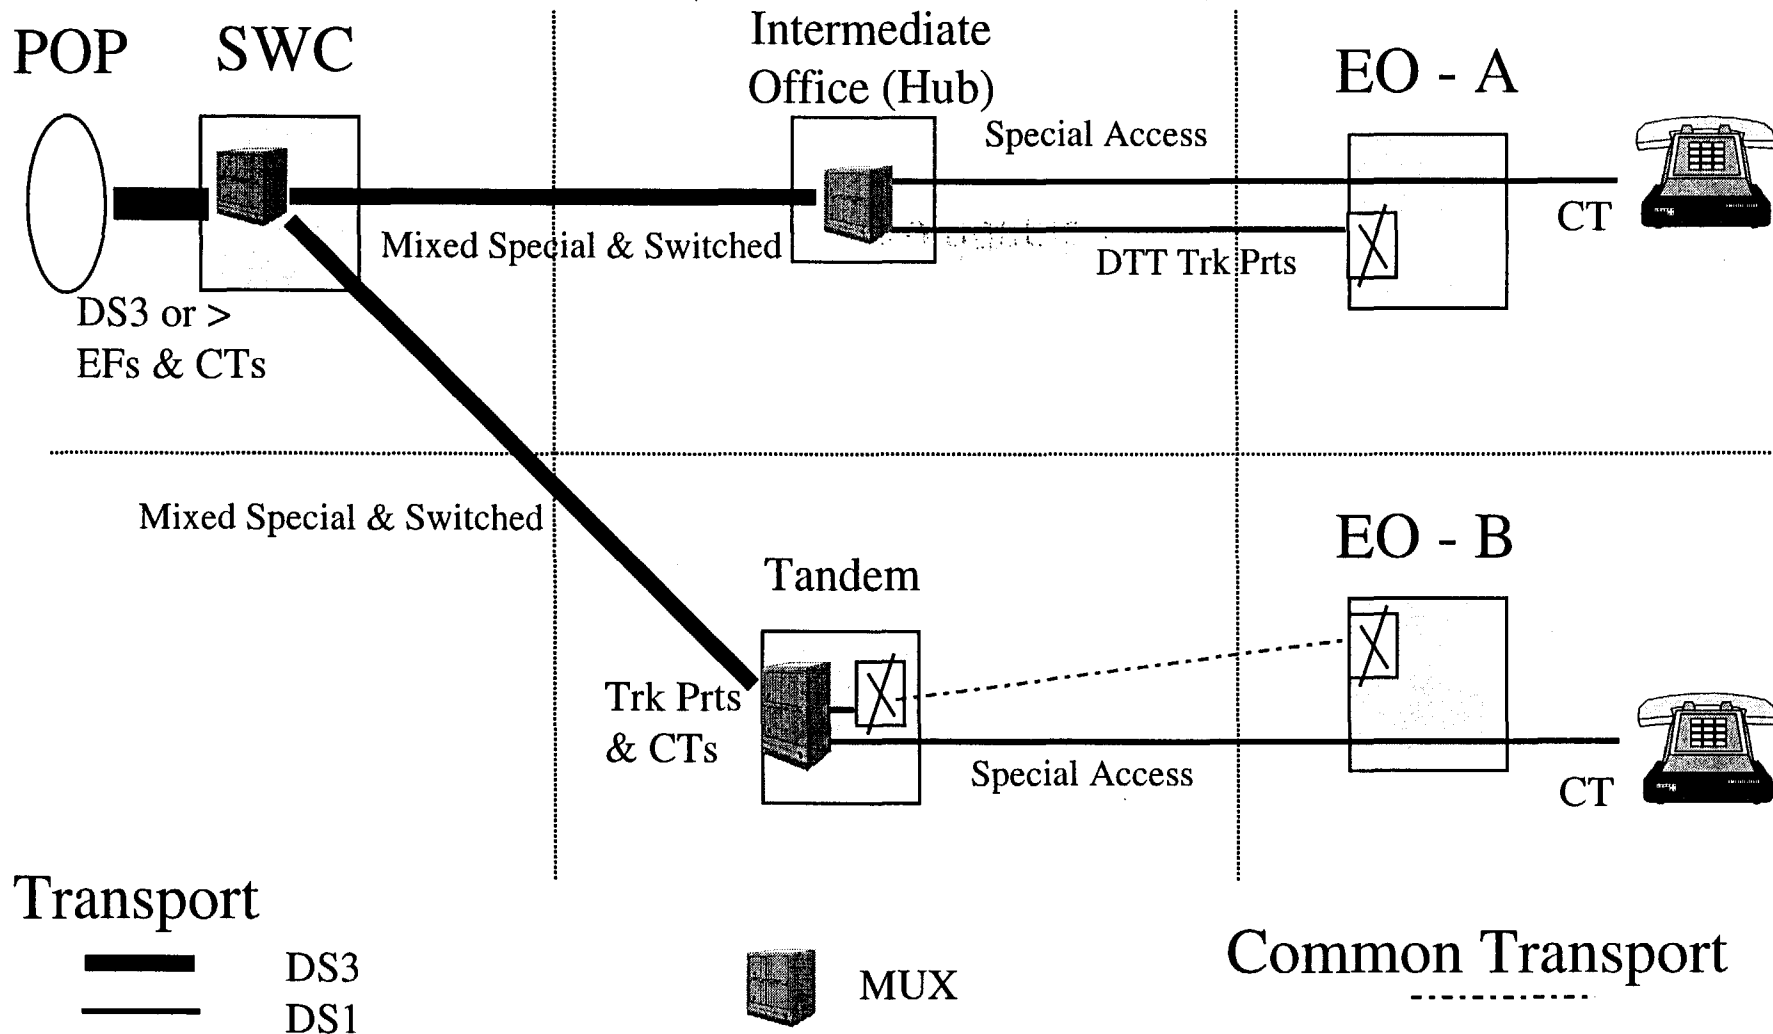 POP
SWC
Intermediate
Office (Hub)
EO - A
Special Access
CT
Mixed Special & Switched
DTT Trk Prts
DS3 or >
EFs & CTs
Mixed Special & Switched
EO - B
Tandem
Trk Prts
& CTs
Special Access
CT
Transport
DS3
DS1
MUX
Common Transport